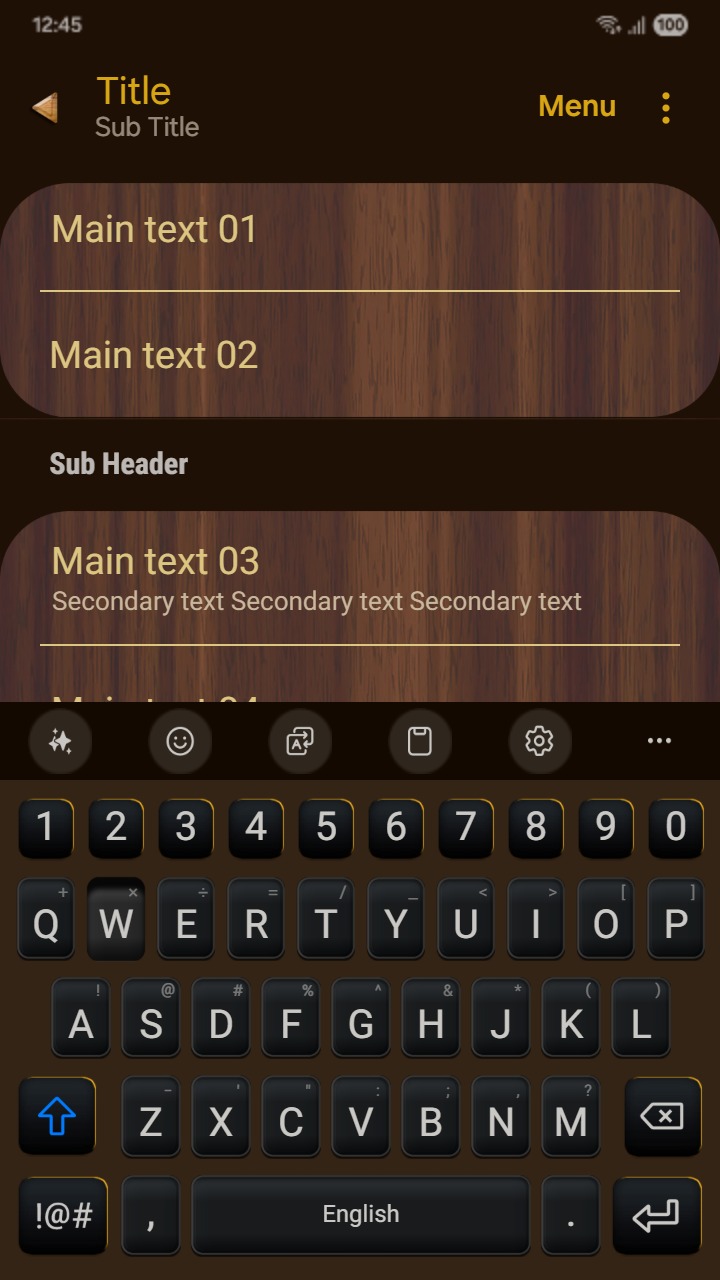 12:45
100
Title
Sub Title
Menu
Main text 01
Main text 02
Sub Header
Main text 03
Secondary text Secondary text Secondary text
1 2 3 4 5 6 7 8 9 0
+ × ÷ = / _ < > [ ]
Q W E R T Y U I O P
! @ # % ^ & * ( )
A S D F G H J K L
- ' " : ; , ?
Z X C V B N M
!@# , English .